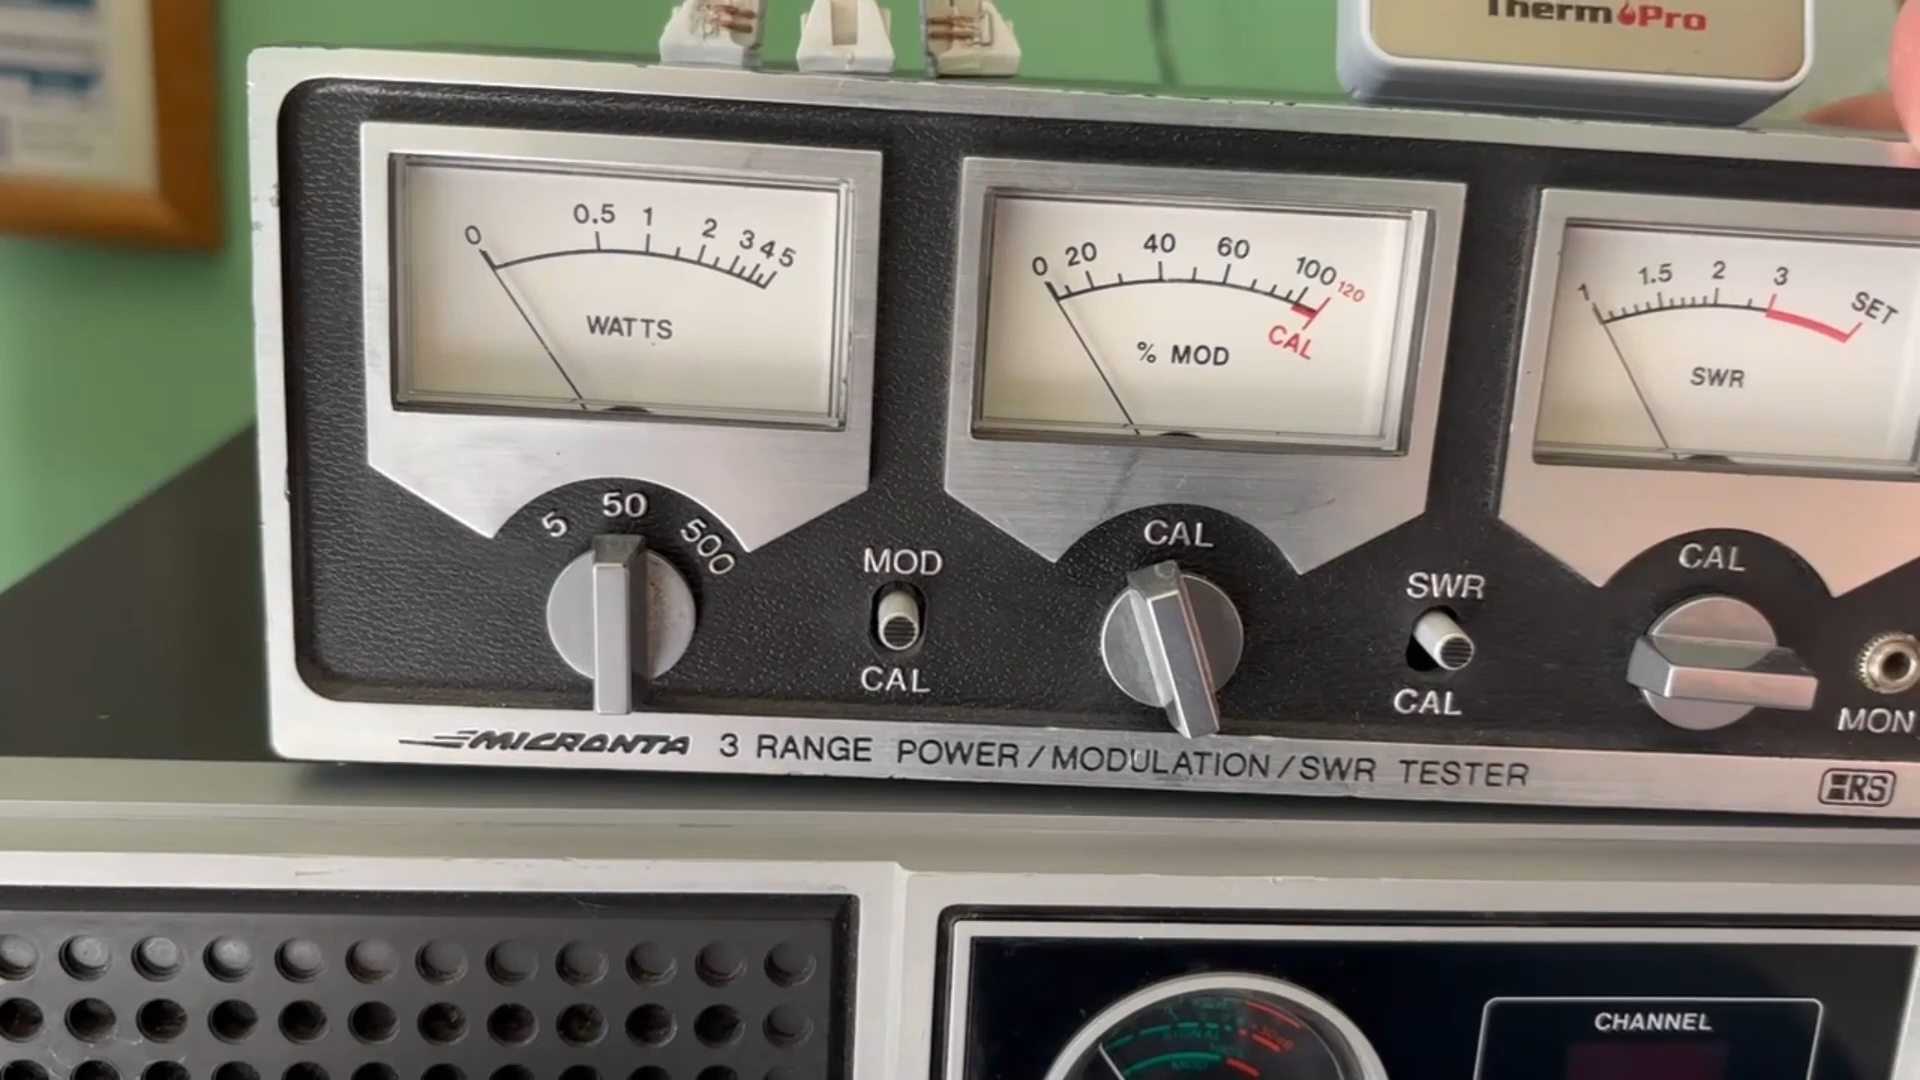 ThermoPro
0 0.5 1 2 3 4 5
WATTS
0 20 40 60 100 120
CAL
% MOD
1 1.5 2 3 SET
SWR
5 50 500
MOD
CAL
CAL
SWR
CAL
CAL
MON
MICRONTA 3 RANGE POWER/MODULATION/SWR TESTER
RS
CHANNEL